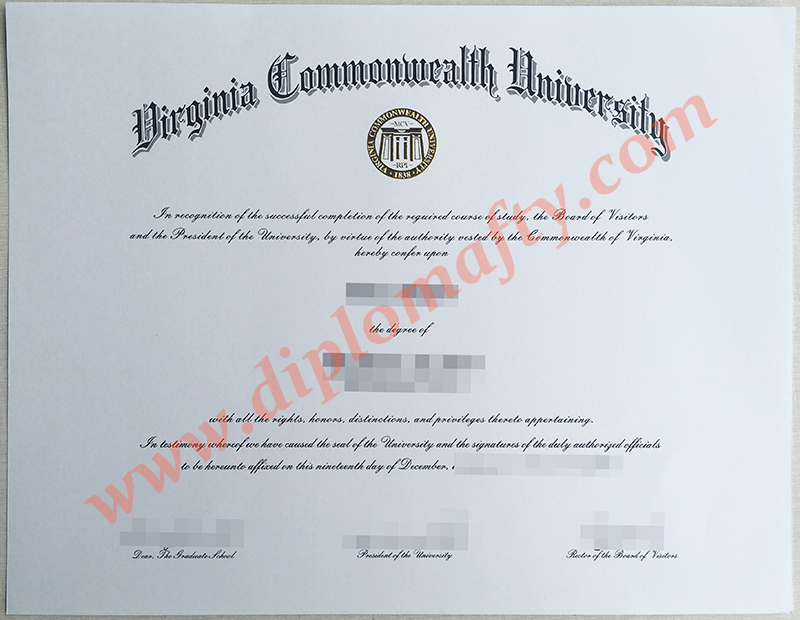 Virginia Commonwealth University
VIRGINIA COMMONWEALTH UNIVERSITY
MCV
RPI
1838
In recognition of the successful completion of the required course of study, the Board of Visitors
and the President of the University, by virtue of the authority vested by the Commonwealth of Virginia,
hereby confer upon
the degree of
with all the rights, honors, distinctions, and privileges thereto appertaining.
In testimony whereof we have caused the seal of the University and the signatures of the duly authorized officials
to be hereunto affixed on this nineteenth day of December,
Dear, The Graduate School
President of the University
Rector of the Board of Visitors
www.diplomafty.com